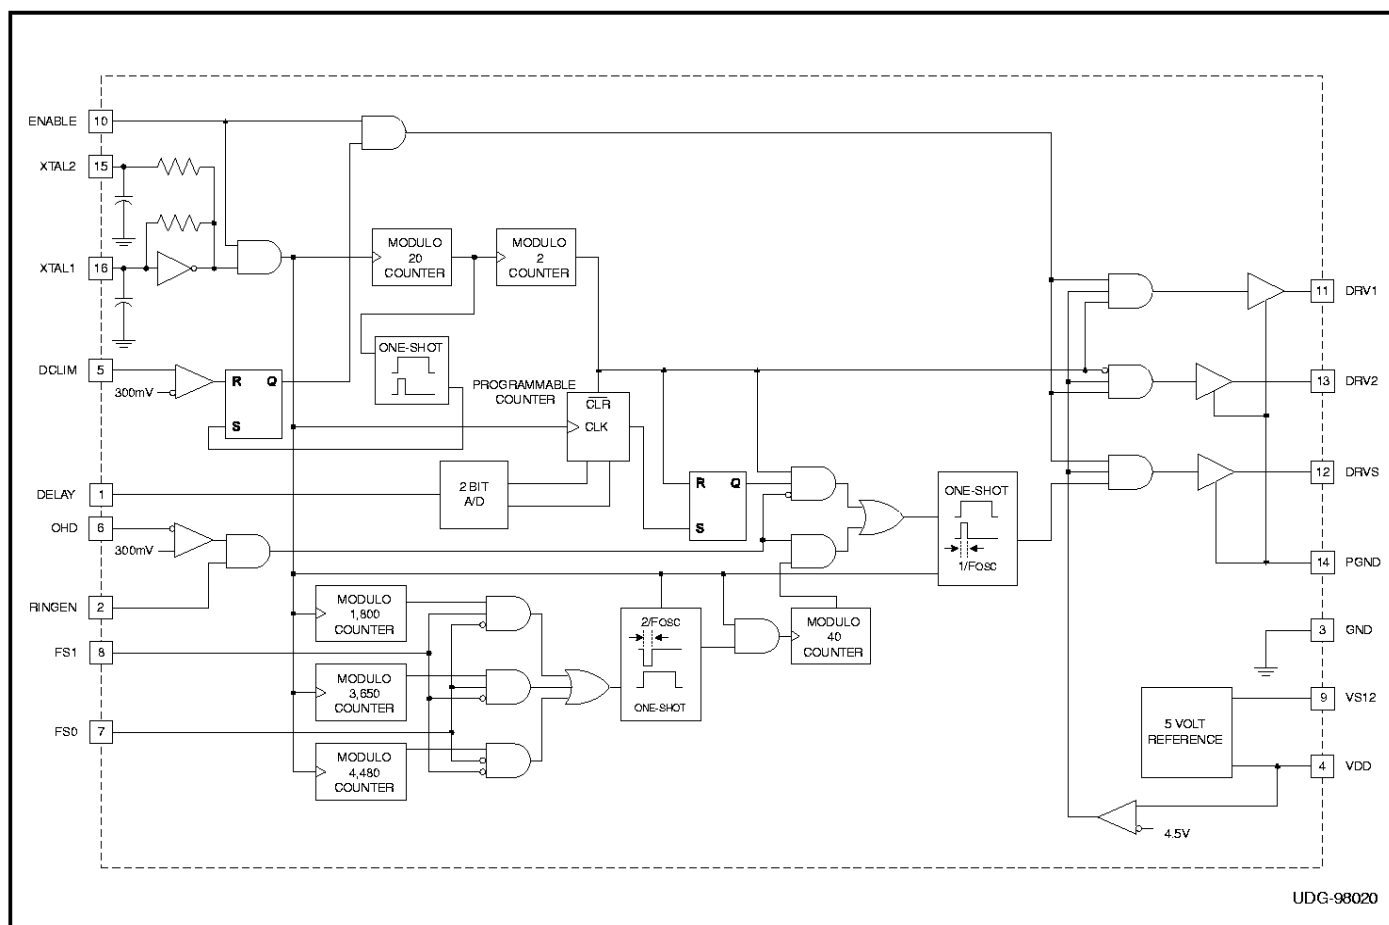 ENABLE 10
XTAL2 15
XTAL1 16
MODULO
20
COUNTER
MODULO
2
COUNTER
11 DRV1
ONE-SHOT
DCLIM 5
300mV
R Q
S
PROGRAMMABLE
COUNTER
CLR
CLK
13 DRV2
12 DRVS
DELAY 1
2 BIT
A/D
R Q
S
ONE-SHOT
1/FOSC
OHD 6
300mV
14 PGND
RINGEN 2
MODULO
1,800
COUNTER
2/FOSC
ONE-SHOT
MODULO
40
COUNTER
3 GND
FS1 8
MODULO
3,650
COUNTER
9 VS12
FS0 7
5 VOLT
REFERENCE
MODULO
4,480
COUNTER
4 VDD
4.5V
UDG-98020